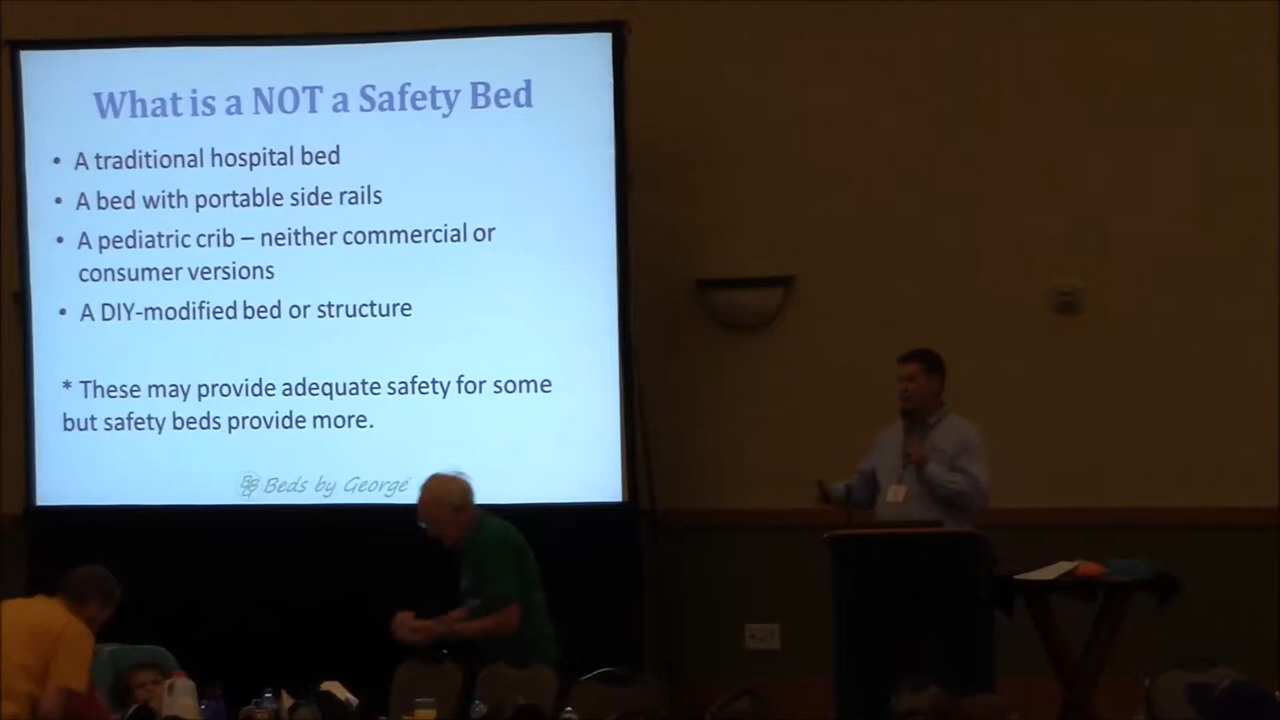 What is a NOT a Safety Bed
• A traditional hospital bed
• A bed with portable side rails
• A pediatric crib – neither commercial or
consumer versions
• A DIY-modified bed or structure
* These may provide adequate safety for some
but safety beds provide more.
Beds by George